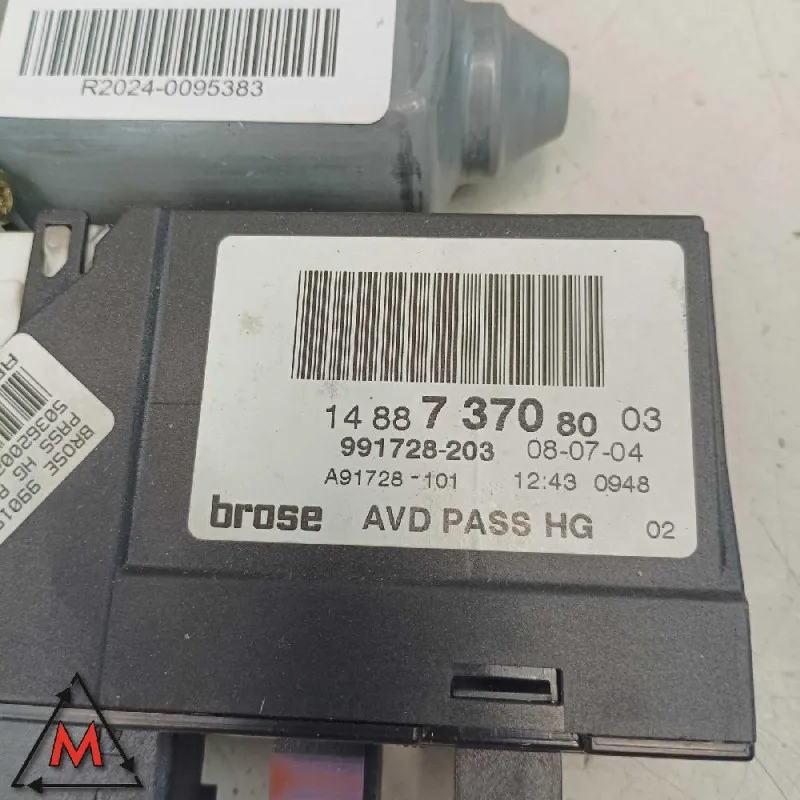 R2024-0095383
14 88 7 370 80 03
991728-203 08-07-04
A91728-101 12:43 0948
brose AVD PASS HG 02
BROSE
PASS HG
M